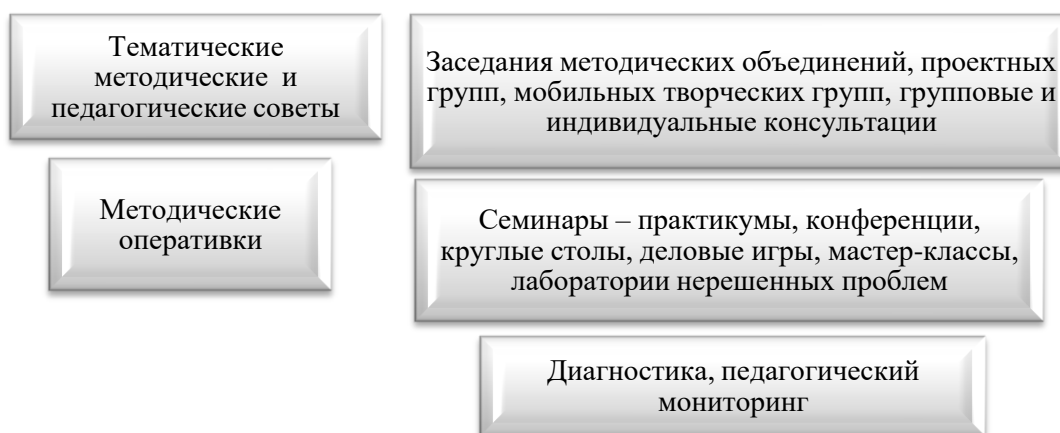 Тематические
методические и
педагогические советы
Заседания методических объединений, проектных
групп, мобильных творческих групп, групповые и
индивидуальные консультации
Методические
оперативки
Семинары – практикумы, конференции,
круглые столы, деловые игры, мастер-классы,
лаборатории нерешенных проблем
Диагностика, педагогический
мониторинг